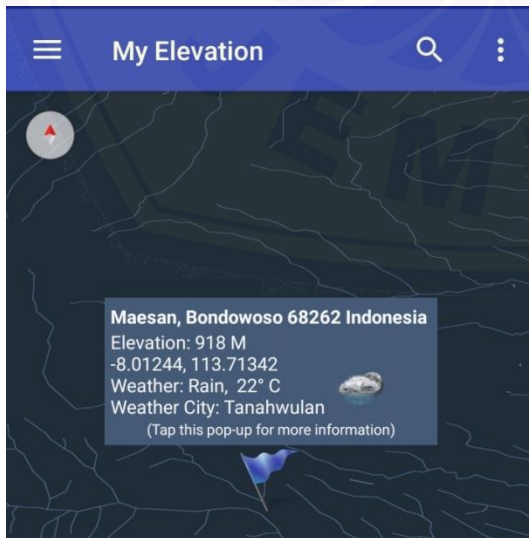 My Elevation
EM
Maesan, Bondowoso 68262 Indonesia
Elevation: 918 M
-8.01244, 113.71342
Weather: Rain, 22° C
Weather City: Tanahwulan
(Tap this pop-up for more information)